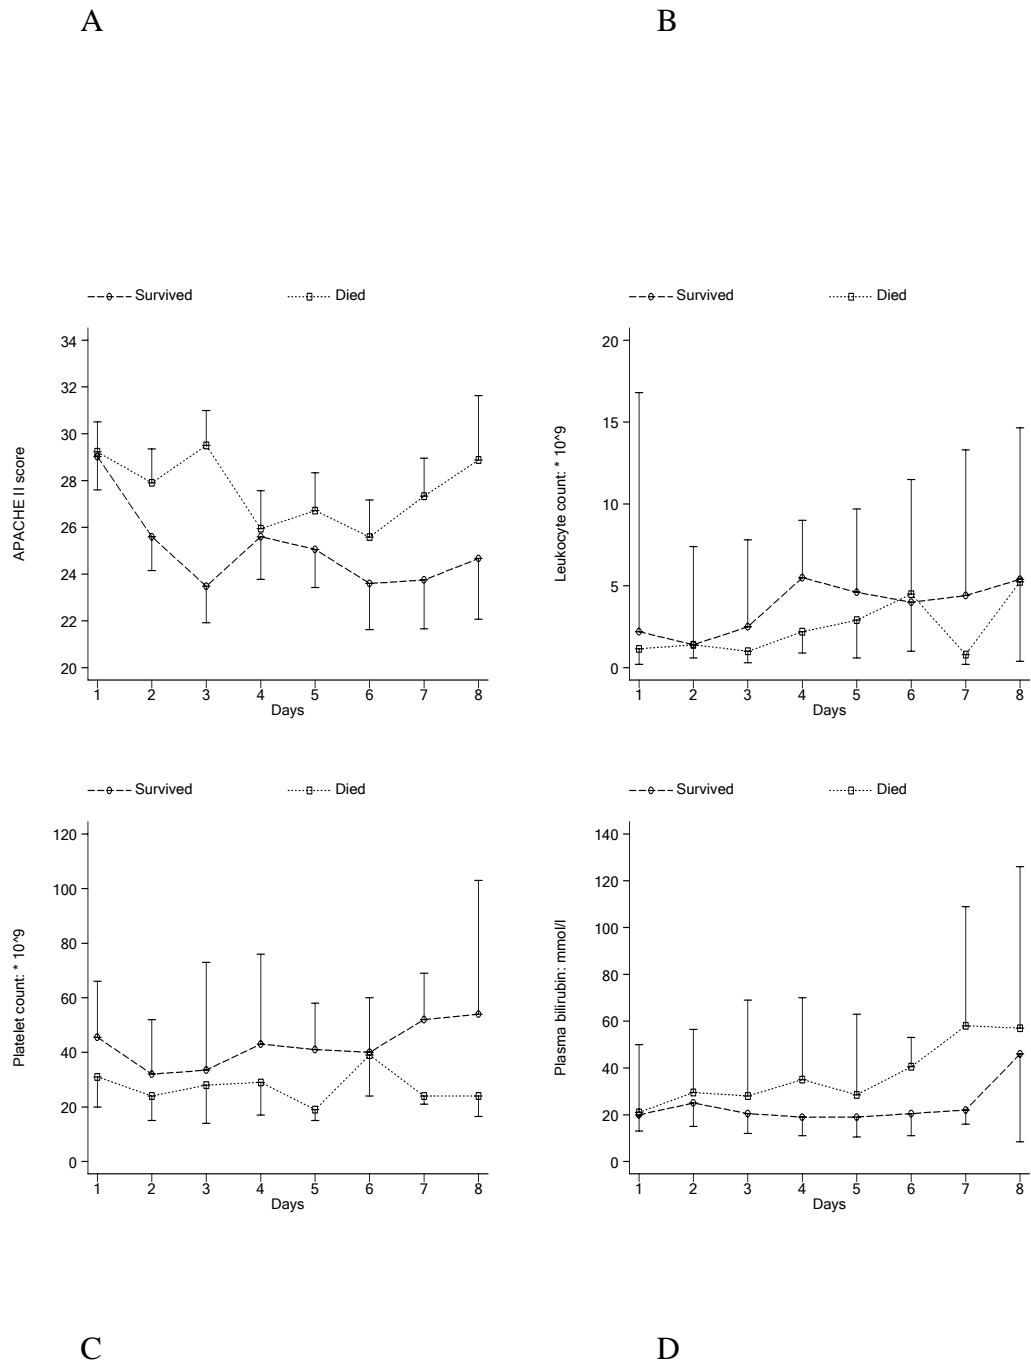 A
B
Survived Died
34
32
30
28
26
24
22
20
APACHE II score
1 2 3 4 5 6 7 8
Days
Survived Died
20
15
10
5
0
Leukocyte count: * 10^9
1 2 3 4 5 6 7 8
Days
Survived Died
120
100
80
60
40
20
0
Platelet count: * 10^9
1 2 3 4 5 6 7 8
Days
Survived Died
140
120
100
80
60
40
20
0
Plasma bilirubin: mmol/l
1 2 3 4 5 6 7 8
Days
C
D